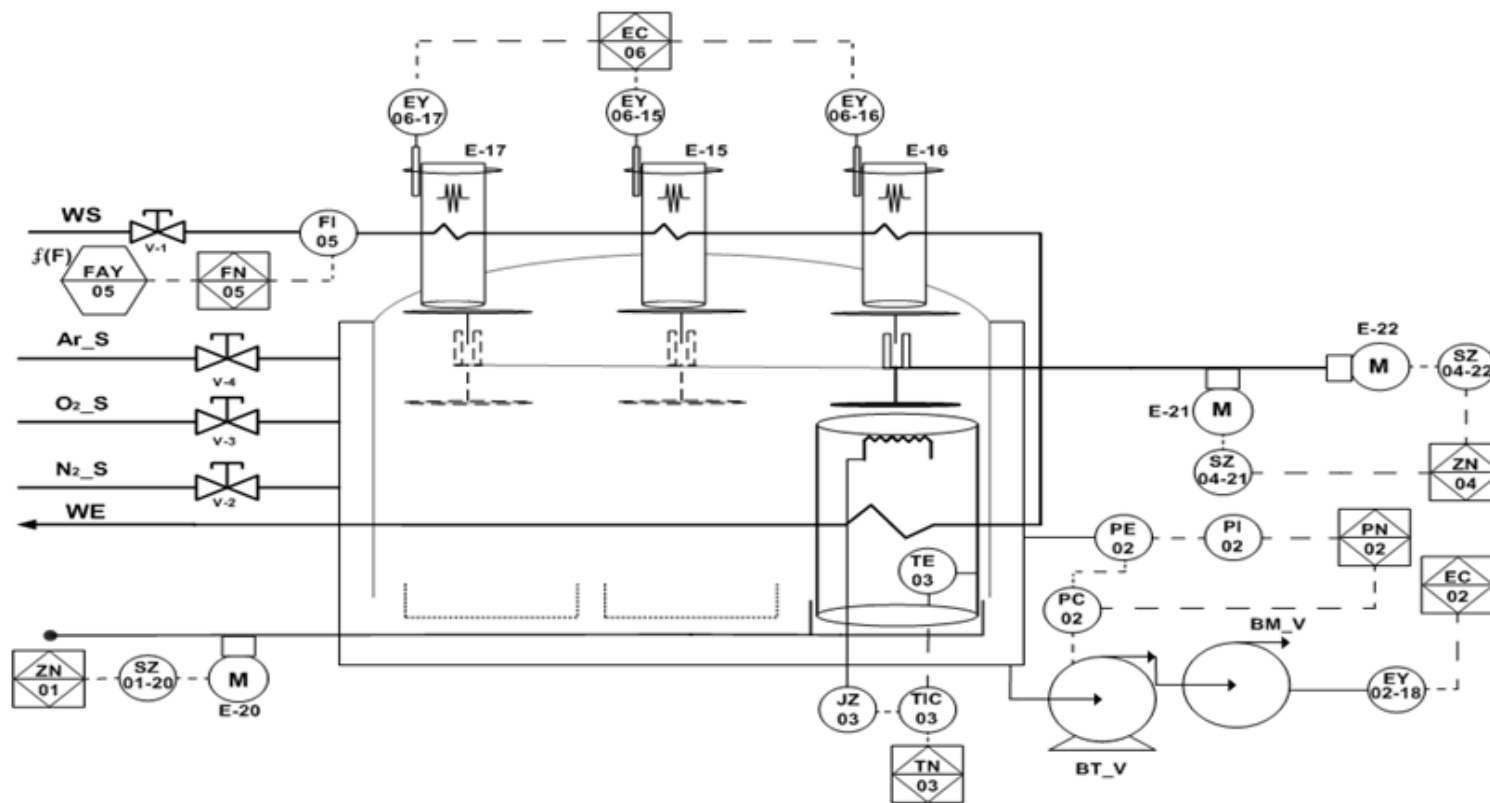 EC
06
EY
06-17
EY
06-15
EY
06-16
E-17
E-15
E-16
WS
V-1
FI
05
⨍(F)
FAY
05
FN
05
Ar_S
V-4
O₂_S
V-3
N₂_S
V-2
WE
E-22
M
SZ
04-22
E-21
M
SZ
04-21
ZN
04
PE
02
PI
02
PN
02
TE
03
PC
02
EC
02
BM_V
ZN
01
SZ
01-20
M
E-20
JZ
03
TIC
03
EY
02-18
TN
03
BT_V